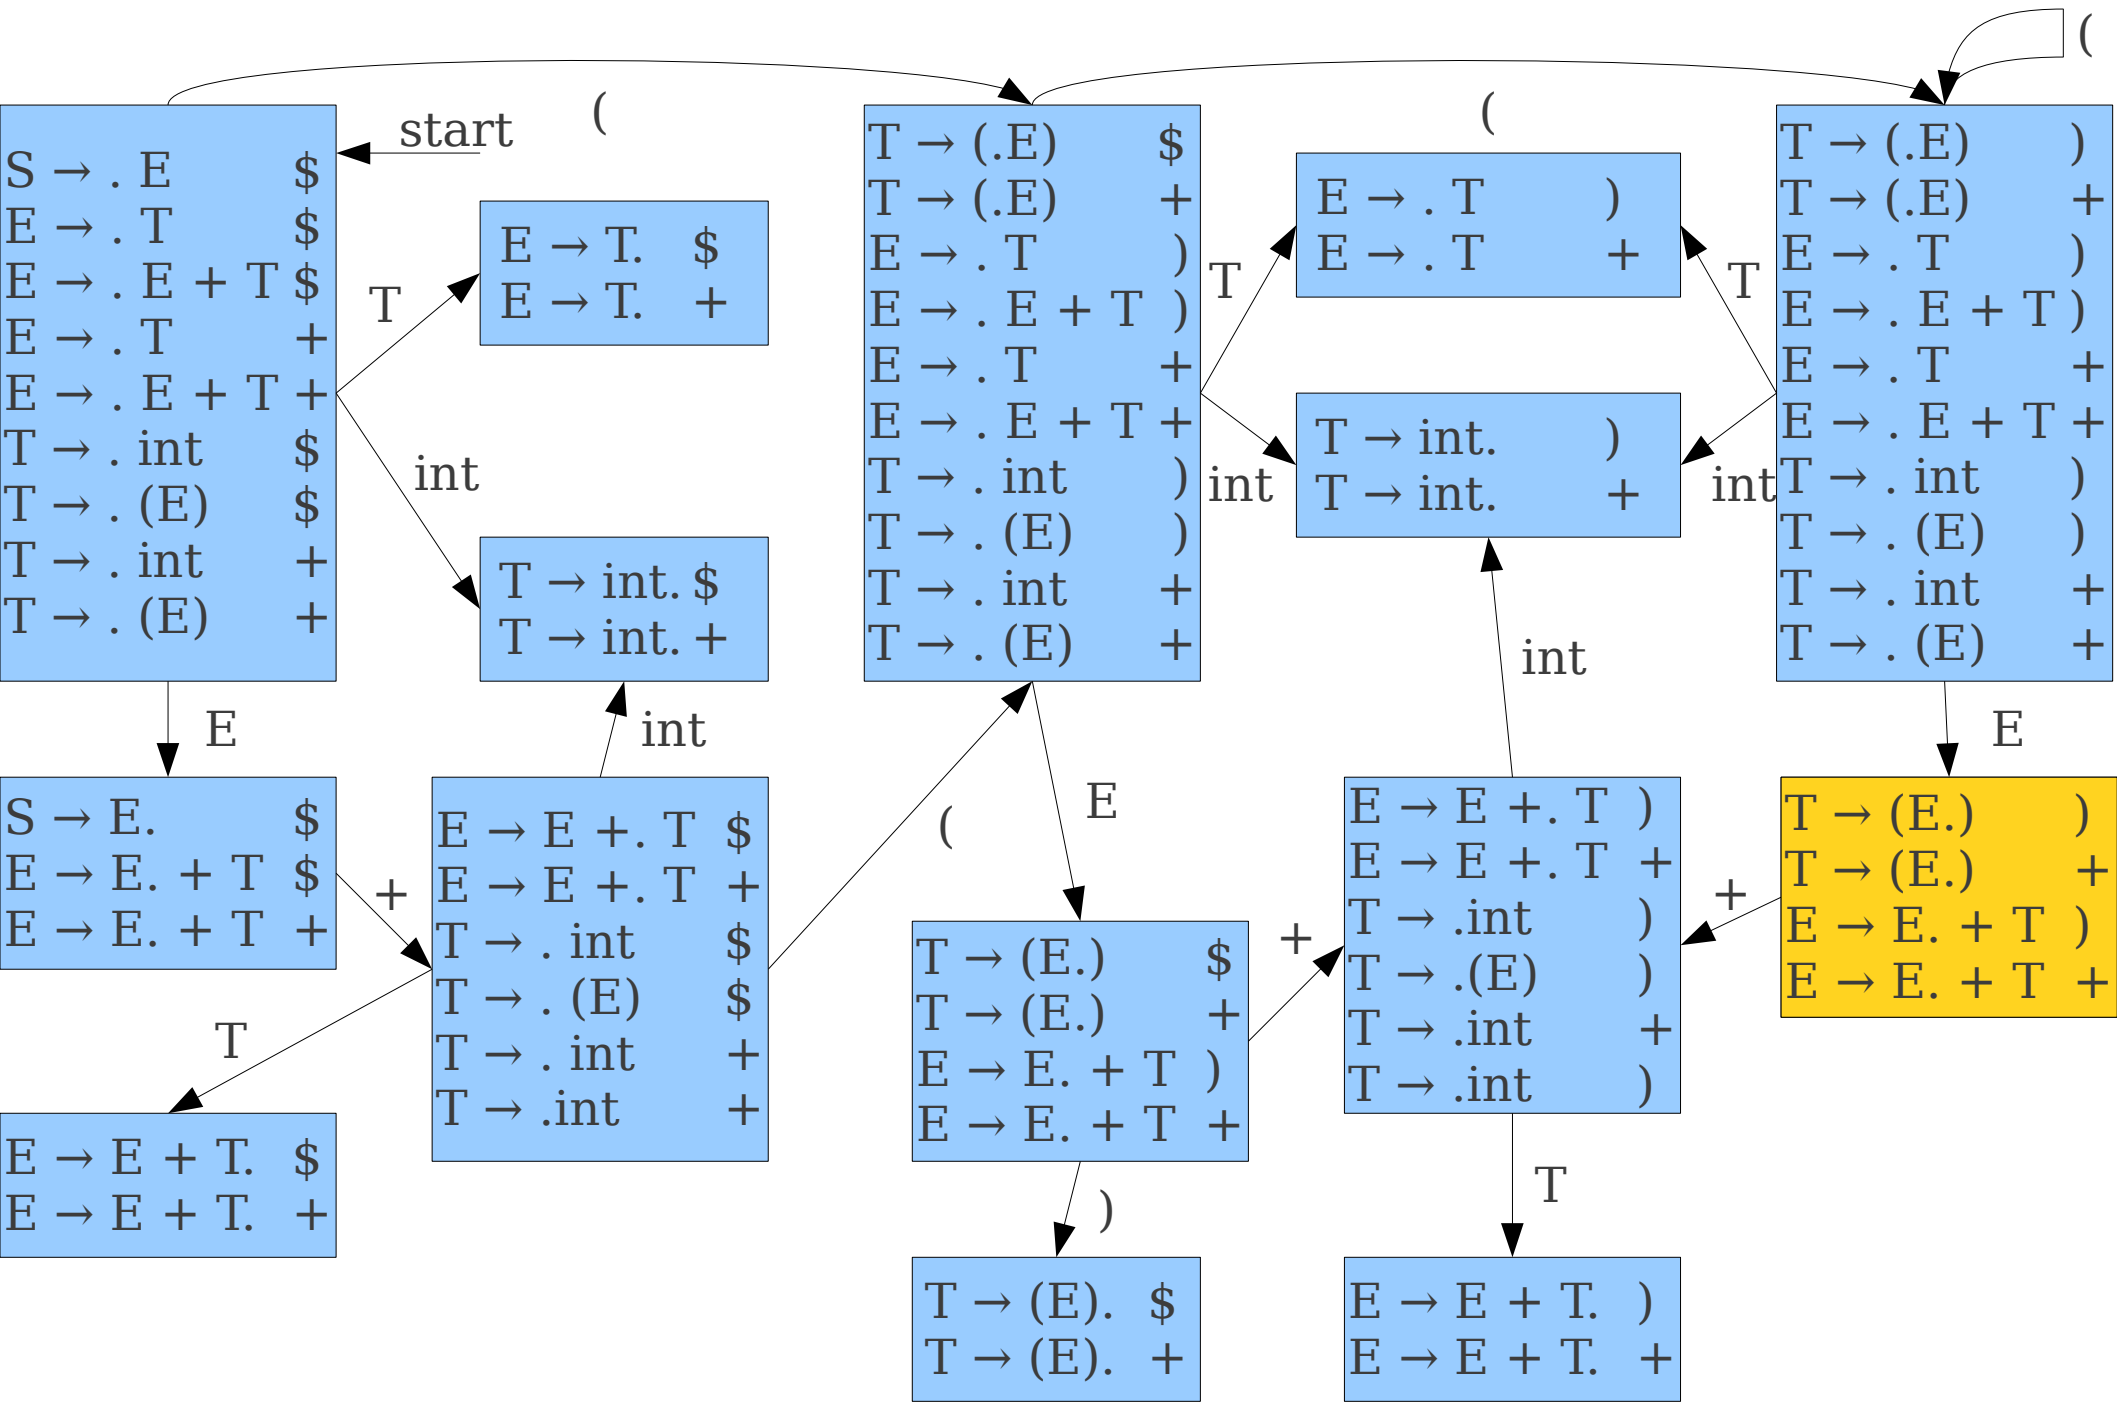 (
start
(
(
S → . E $
E → . T $
E → . E + T $
E → . T +
E → . E + T +
T → . int $
T → . (E) $
T → . int +
T → . (E) +
T
E → T. $
E → T. +
int
T → int. $
T → int. +
T → (.E) $
T → (.E) +
E → . T )
E → . E + T )
E → . T +
E → . E + T +
T → . int )
T → . (E) )
T → . int +
T → . (E) +
T
E → . T )
E → . T +
T
int
T → int. )
T → int. +
int
T → (.E) )
T → (.E) +
E → . T )
E → . E + T )
E → . T +
E → . E + T +
T → . int )
T → . (E) )
T → . int +
T → . (E) +
E
int
int
E
E
S → E. $
E → E. + T $
E → E. + T +
+
E → E +. T $
E → E +. T +
T → . int $
T → . (E) $
T → . int +
T → .int +
(
T
E → E + T. $
E → E + T. +
T → (E.) $
T → (E.) +
E → E. + T )
E → E. + T +
+
E → E +. T )
E → E +. T +
T → .int )
T → .(E) )
T → .int +
T → .int )
+
T → (E.) )
T → (E.) +
E → E. + T )
E → E. + T +
)
T
T → (E). $
T → (E). +
E → E + T. )
E → E + T. +